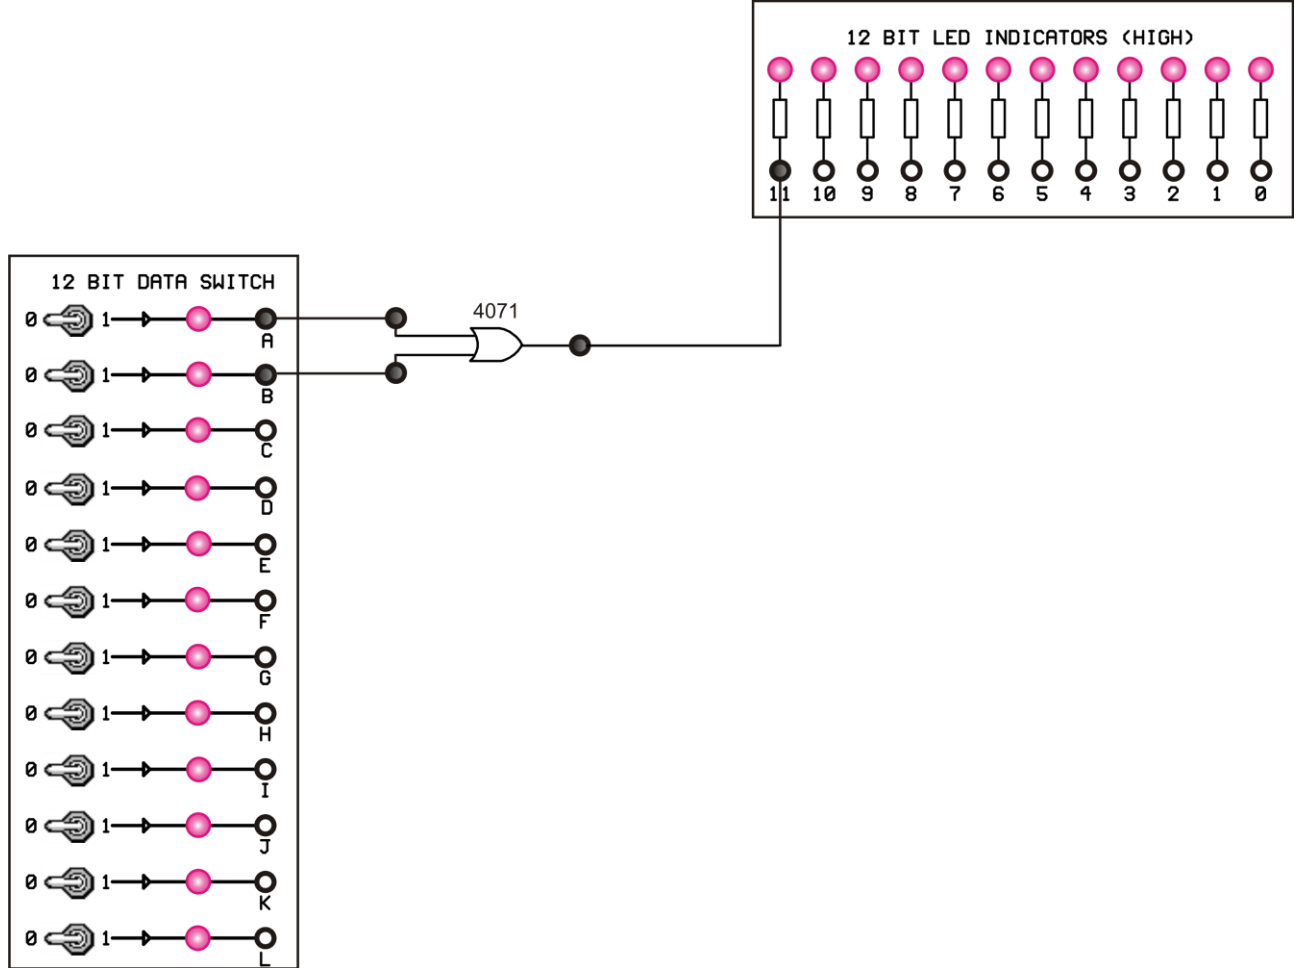 12 BIT LED INDICATORS (HIGH)
11 10 9 8 7 6 5 4 3 2 1 0
12 BIT DATA SWITCH
0 1 A
4071
0 1 B
0 1 C
0 1 D
0 1 E
0 1 F
0 1 G
0 1 H
0 1 I
0 1 J
0 1 K
0 1 L